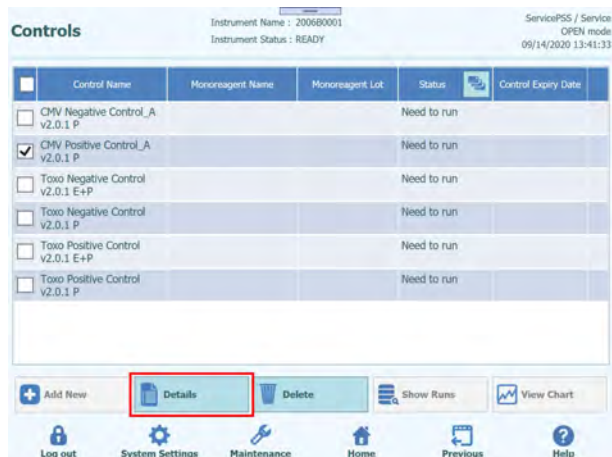 Controls
Instrument Name : 2006B0001
Instrument Status : READY
ServicePSS / Service
OPEN mode
09/14/2020 13:41:33
Control Name Monoreagent Name Monoreagent Lot Status Control Expiry Date
CMV Negative Control_A Need to run
v2.0.1 P
CMV Positive Control_A Need to run
v2.0.1 P
Toxo Negative Control Need to run
v2.0.1 E+P
Toxo Negative Control Need to run
v2.0.1 P
Toxo Positive Control Need to run
v2.0.1 E+P
Toxo Positive Control Need to run
v2.0.1 P
Add New Details Delete Show Runs View Chart
Log out System Settings Maintenance Home Previous Help